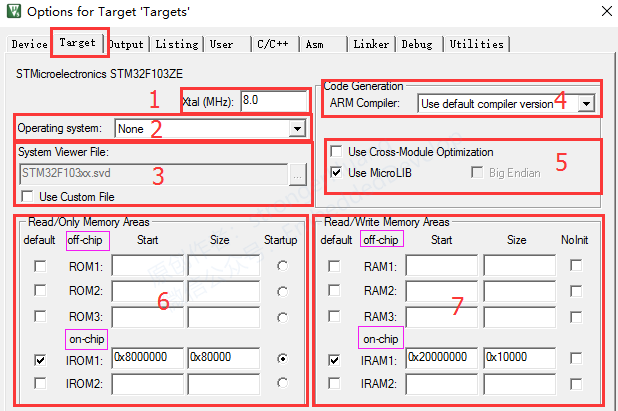 Options for Target 'Targets'
Device Target Output Listing User C/C++ Asm Linker Debug Utilities
STMicroelectronics STM32F103ZE
1 Xtal (MHz): 8.0
Operating system: None 2
System Viewer File:
STM32F103xx.svd ...
3
Use Custom File
Code Generation
ARM Compiler: Use default compiler version 4
Use Cross-Module Optimization
Use MicroLIB Big Endian 5
Read/Only Memory Areas
default off-chip Start Size Startup
ROM1:
ROM2:
6
ROM3:
on-chip
IROM1: 0x8000000 0x80000
IROM2:
Read/Write Memory Areas
default off-chip Start Size NoInit
RAM1:
RAM2:
7
RAM3:
on-chip
IRAM1: 0x20000000 0x10000
IRAM2: